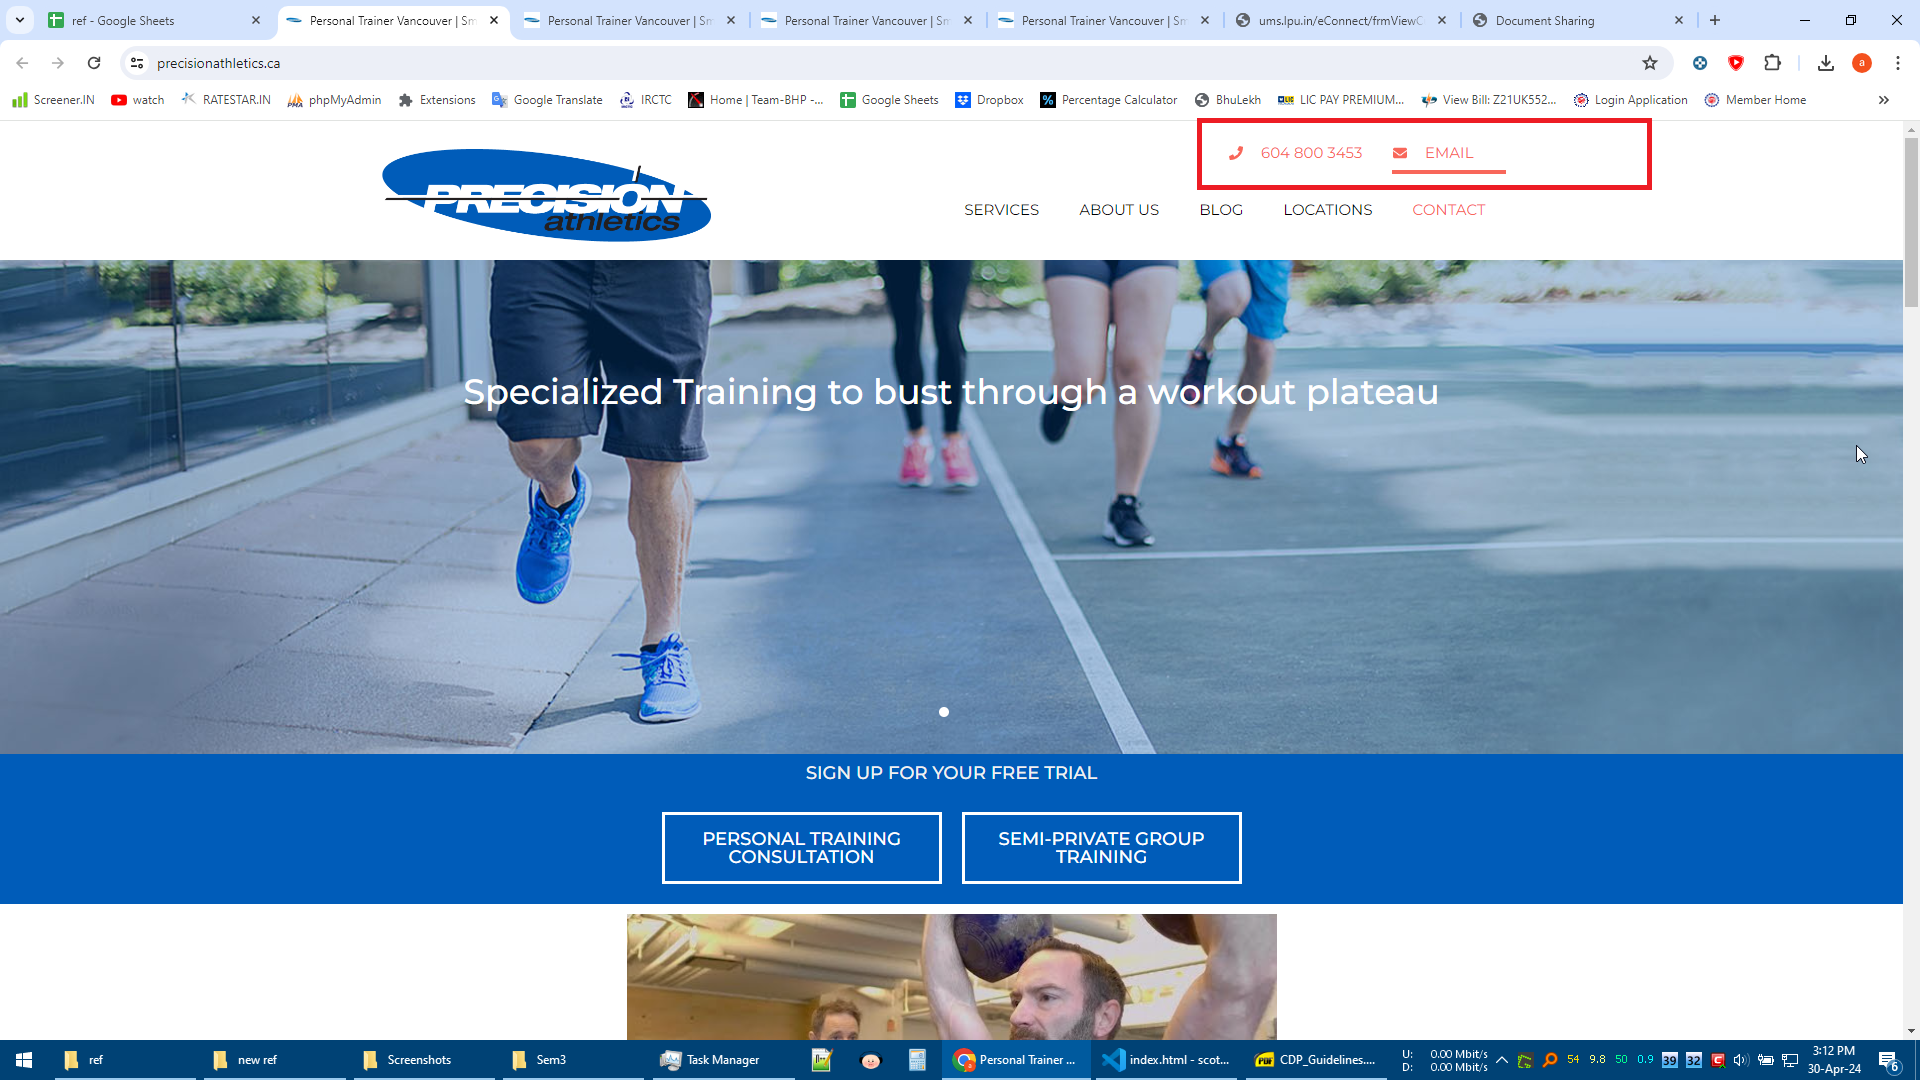 ref - Google Sheets
Personal Trainer Vancouver | Sm
Personal Trainer Vancouver | Sm
Personal Trainer Vancouver | Sm
Personal Trainer Vancouver | Sm
ums.lpu.in/eConnect/frmViewC
Document Sharing
precisionathletics.ca
a
Screener.IN
watch
RATESTAR.IN
PMA
phpMyAdmin
Extensions
Google Translate
IRCTC
Home | Team-BHP -...
Google Sheets
Dropbox
%
Percentage Calculator
BhuLekh
LIC PAY PREMIUM...
View Bill: Z21UK552...
Login Application
Member Home
»
604 800 3453
EMAIL
PRECISION
athletics
SERVICES
ABOUT US
BLOG
LOCATIONS
CONTACT
Specialized Training to bust through a workout plateau
SIGN UP FOR YOUR FREE TRIAL
PERSONAL TRAINING
CONSULTATION
SEMI-PRIVATE GROUP
TRAINING
ref
new ref
Screenshots
Sem3
Task Manager
Personal Trainer ...
index.html - scot...
PDF
CDP_Guidelines....
U: 0.00 Mbit/s
D: 0.00 Mbit/s
54
9.8
50
0.9
39
32
3:12 PM
30-Apr-24
6